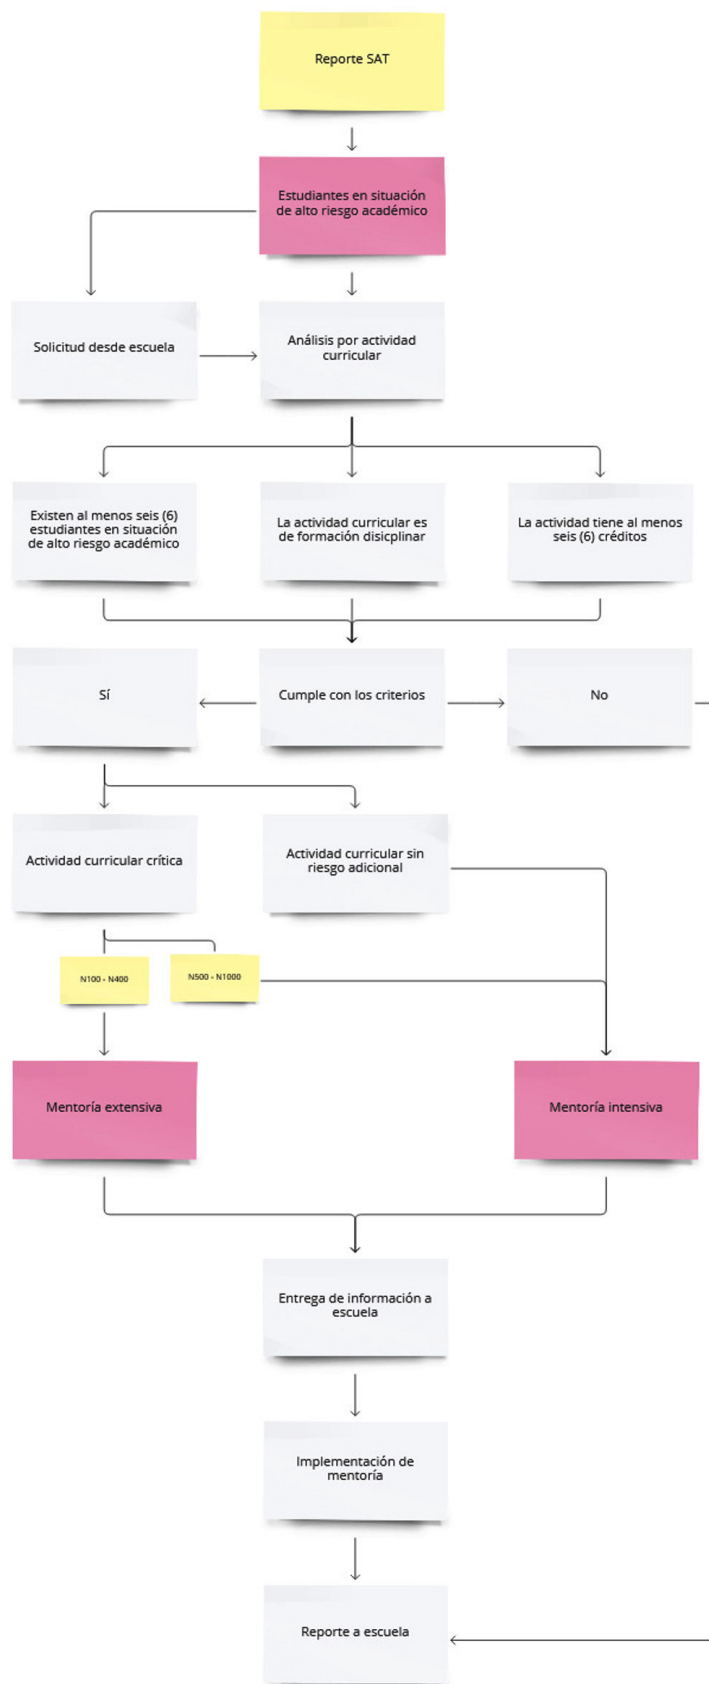 Reporte SAT
Estudiantes en situación
de alto riesgo académico
Solicitud desde escuela
Análisis por actividad
curricular
Existen al menos seis (6)
estudiantes en situación
de alto riesgo académico
La actividad curricular es
de formación disicplinar
La actividad tiene al menos
seis (6) créditos
Sí
Cumple con los criterios
No
Actividad curricular crítica
Actividad curricular sin
riesgo adicional
N100 - N400
N500 - N1000
Mentoría extensiva
Mentoría intensiva
Entrega de información a
escuela
Implementación de
mentoría
Reporte a escuela